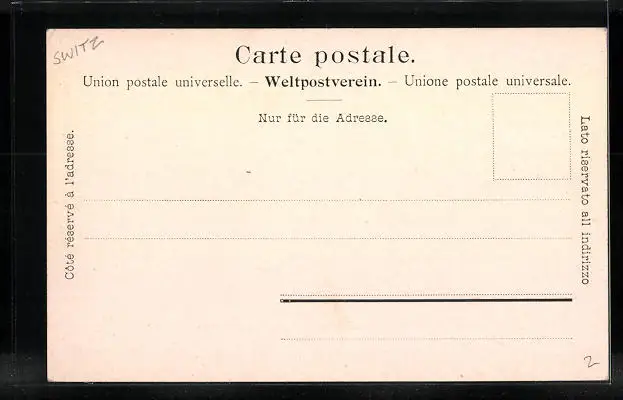 SWITZ
Carte postale.
Union postale universelle. — Weltpostverein. — Unione postale universale.
Nur für die Adresse.
Côté réservé à l'adresse.
Lato riservato all indirizzo
2